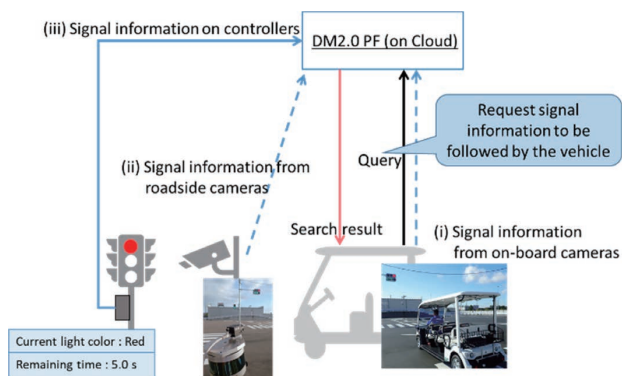 (iii) Signal information on controllers
DM2.0 PF (on Cloud)
Request signal
information to be
followed by the vehicle
(ii) Signal information from
roadside cameras
Query
Search result
(i) Signal information
from on-board cameras
Current light color : Red
Remaining time : 5.0 s